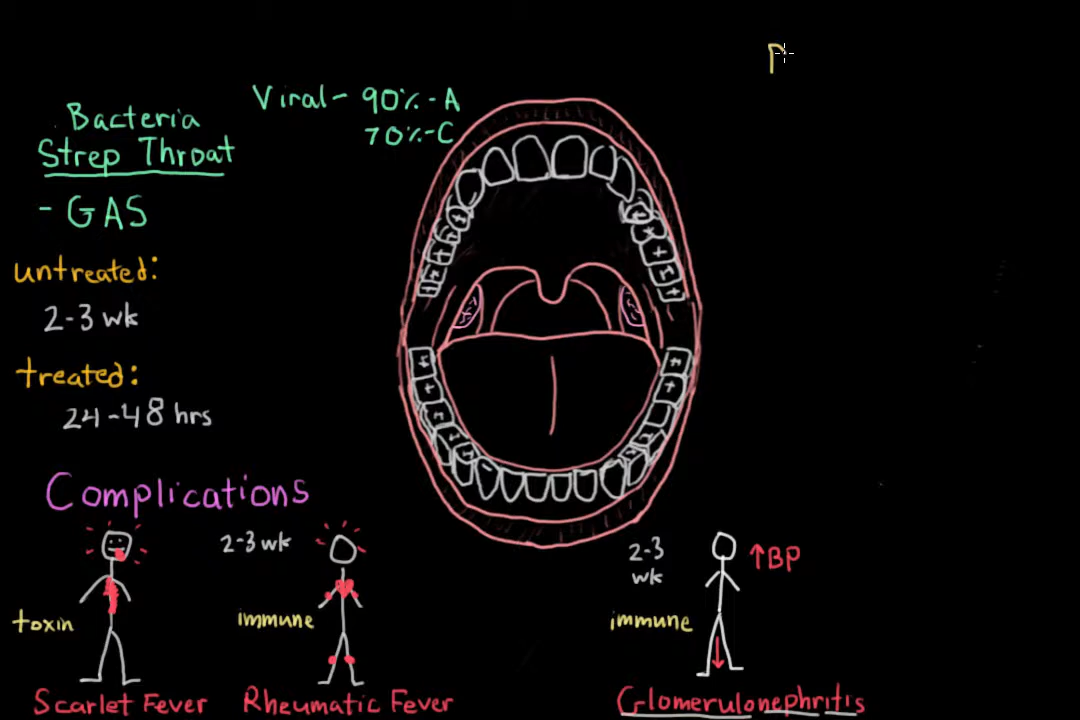 Viral - 90% - A
70% - C
Bacteria
Strep Throat
- GAS
untreated:
2-3 wk
treated:
24-48 hrs
Complications
2-3 wk
2-3
wk
↑BP
toxin
immune
immune
Scarlet Fever
Rheumatic Fever
Glomerulonephritis